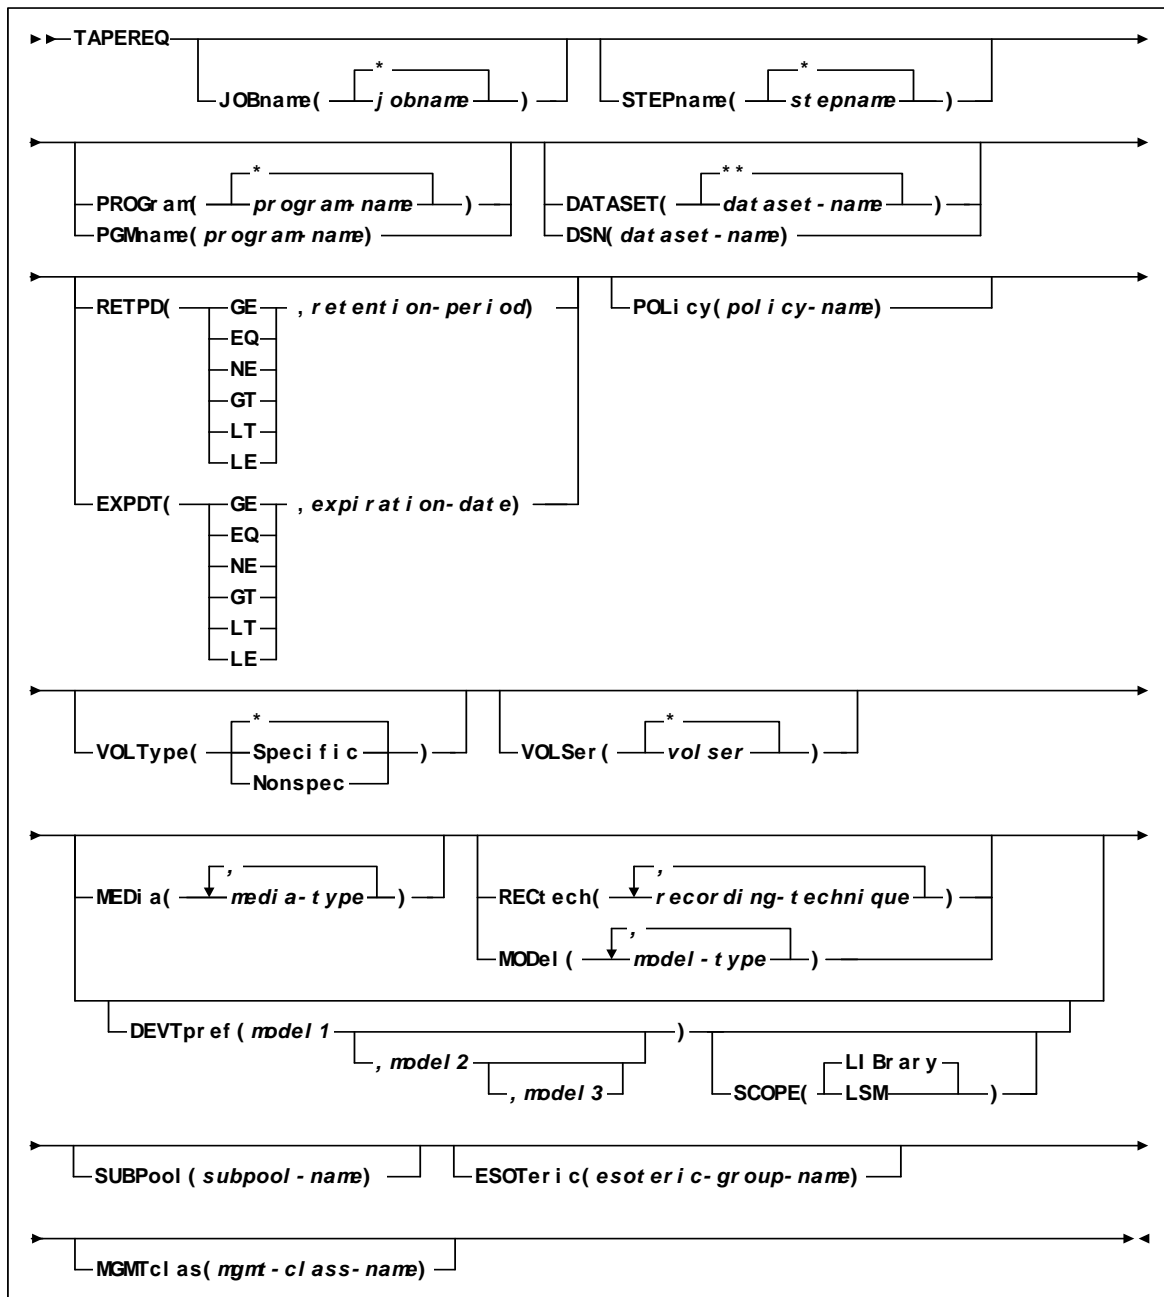 TAPEREQ
* *
JOBname( jobname ) STEPname( stepname )
* **
PROGram( program-name ) DATASET( dataset-name )
PGMname(program-name) DSN(dataset-name)
RETPD( GE , retention-period) POLicy(policy-name)
EQ
NE
GT
LT
LE
EXPDT( GE , expiration-date)
EQ
NE
GT
LT
LE
* *
VOLType( Specific ) VOLSer( volser )
Nonspec
, ,
MEDia( media-type ) RECtech( recording-technique )
,
MODel( model-type )
DEVTpref(model1 )
,model2 LIBrary
,model3 SCOPE( LSM )
SUBPool(subpool-name) ESOTeric(esoteric-group-name)
MGMTclas(mgmt-class-name)